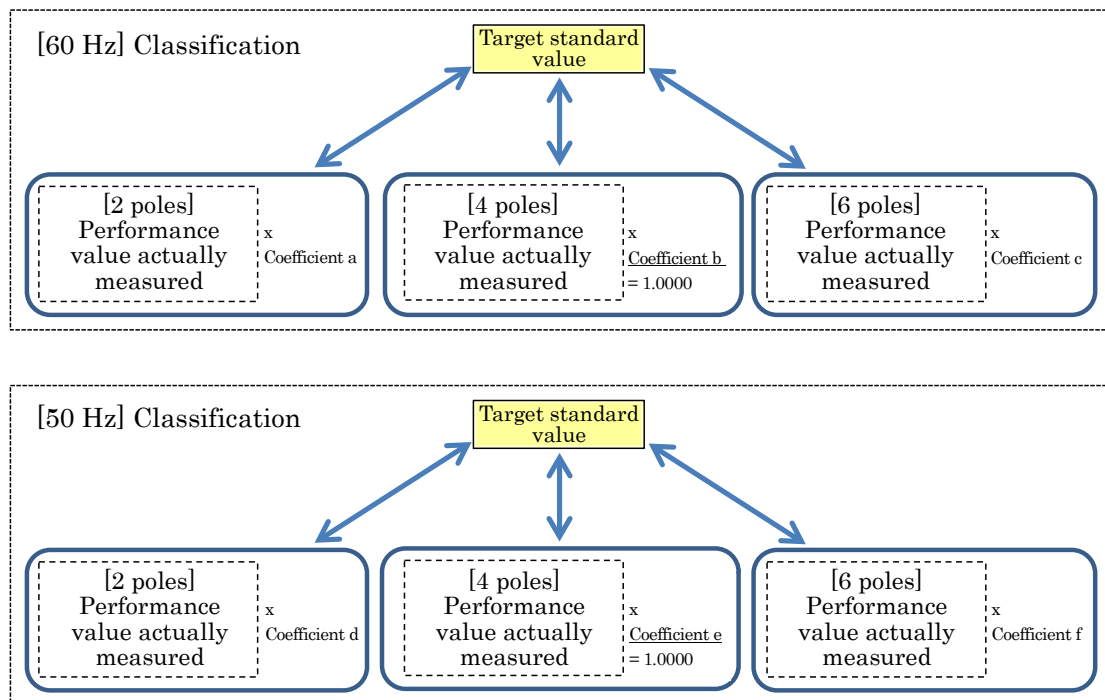 [60 Hz] Classification
Target standard
value
[2 poles]
Performance
value actually
measured
x
Coefficient a
[4 poles]
Performance
value actually
measured
x
Coefficient b
= 1.0000
[6 poles]
Performance
value actually
measured
x
Coefficient c
[50 Hz] Classification
Target standard
value
[2 poles]
Performance
value actually
measured
x
Coefficient d
[4 poles]
Performance
value actually
measured
x
Coefficient e
= 1.0000
[6 poles]
Performance
value actually
measured
x
Coefficient f